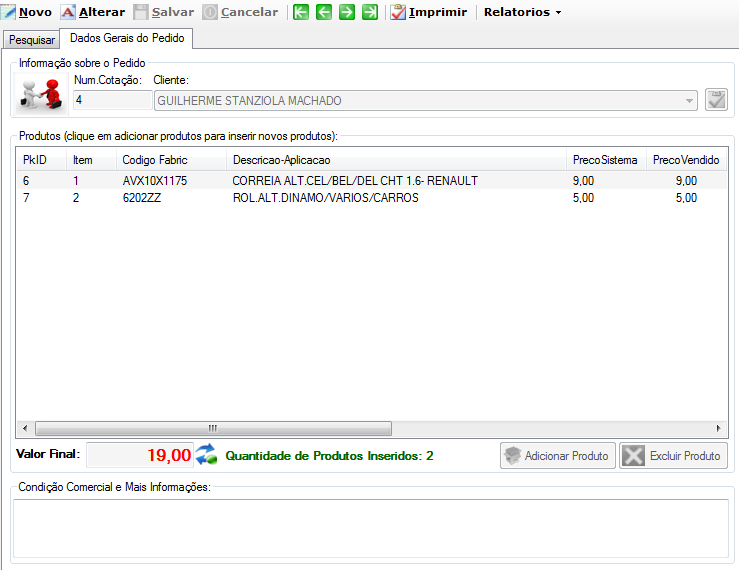 Novo Alterar Salvar Cancelar Imprimir Relatorios
Pesquisar Dados Gerais do Pedido
Informação sobre o Pedido
Num.Cotação: Cliente:
4 GUILHERME STANZIOLA MACHADO
Produtos (clique em adicionar produtos para inserir novos produtos):
PkID Item Codigo Fabric Descricao-Aplicacao PrecoSistema PrecoVendido
6 1 AVX10X1175 CORREIA ALT.CEL/BEL/DEL CHT 1.6- RENAULT 9,00 9,00
7 2 6202ZZ ROL.ALT.DINAMO/VARIOS/CARROS 5,00 5,00
Valor Final: 19,00 Quantidade de Produtos Inseridos: 2 Adicionar Produto Excluir Produto
Condição Comercial e Mais Informações: